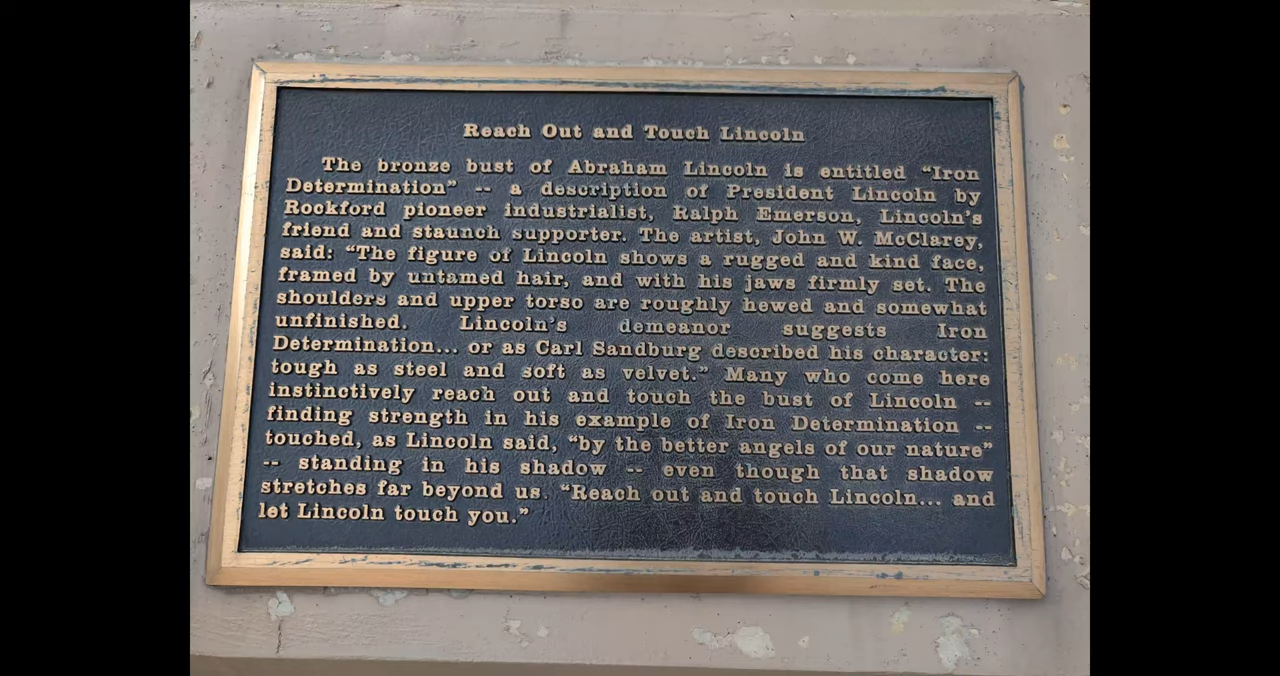 Reach Out and Touch Lincoln
The bronze bust of Abraham Lincoln is entitled “Iron
Determination” -- a description of President Lincoln by
Rockford pioneer industrialist, Ralph Emerson, Lincoln’s
friend and staunch supporter. The artist, John W. McClarey,
said: “The figure of Lincoln shows a rugged and kind face,
framed by untamed hair, and with his jaws firmly set. The
shoulders and upper torso are roughly hewed and somewhat
unfinished. Lincoln’s demeanor suggests Iron
Determination... or as Carl Sandburg described his character:
tough as steel and soft as velvet.” Many who come here
instinctively reach out and touch the bust of Lincoln --
finding strength in his example of Iron Determination --
touched, as Lincoln said, “by the better angels of our nature”
-- standing in his shadow -- even though that shadow
stretches far beyond us. “Reach out and touch Lincoln... and
let Lincoln touch you.”